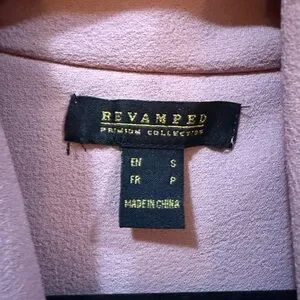 REVAMPED
PREMIUM COLLECTION
EN S
FR P
MADE IN CHINA